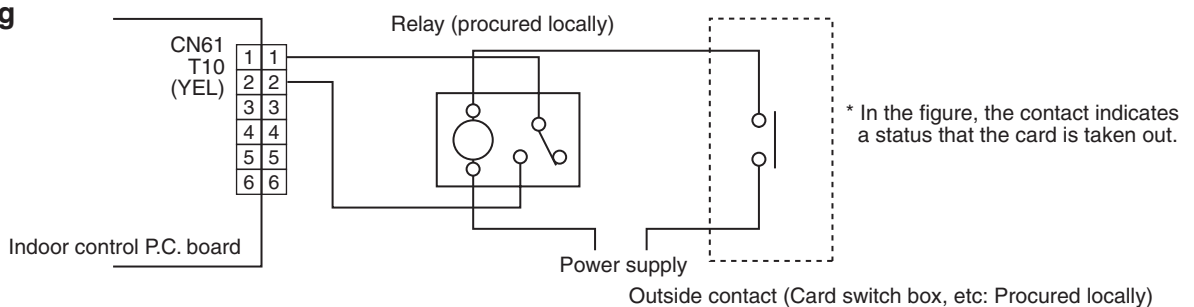 g
Relay (procured locally)
CN61
T10
(YEL)
1 1
2 2
3 3
4 4
5 5
6 6
* In the figure, the contact indicates
a status that the card is taken out.
Indoor control P.C. board
Power supply
Outside contact (Card switch box, etc: Procured locally)